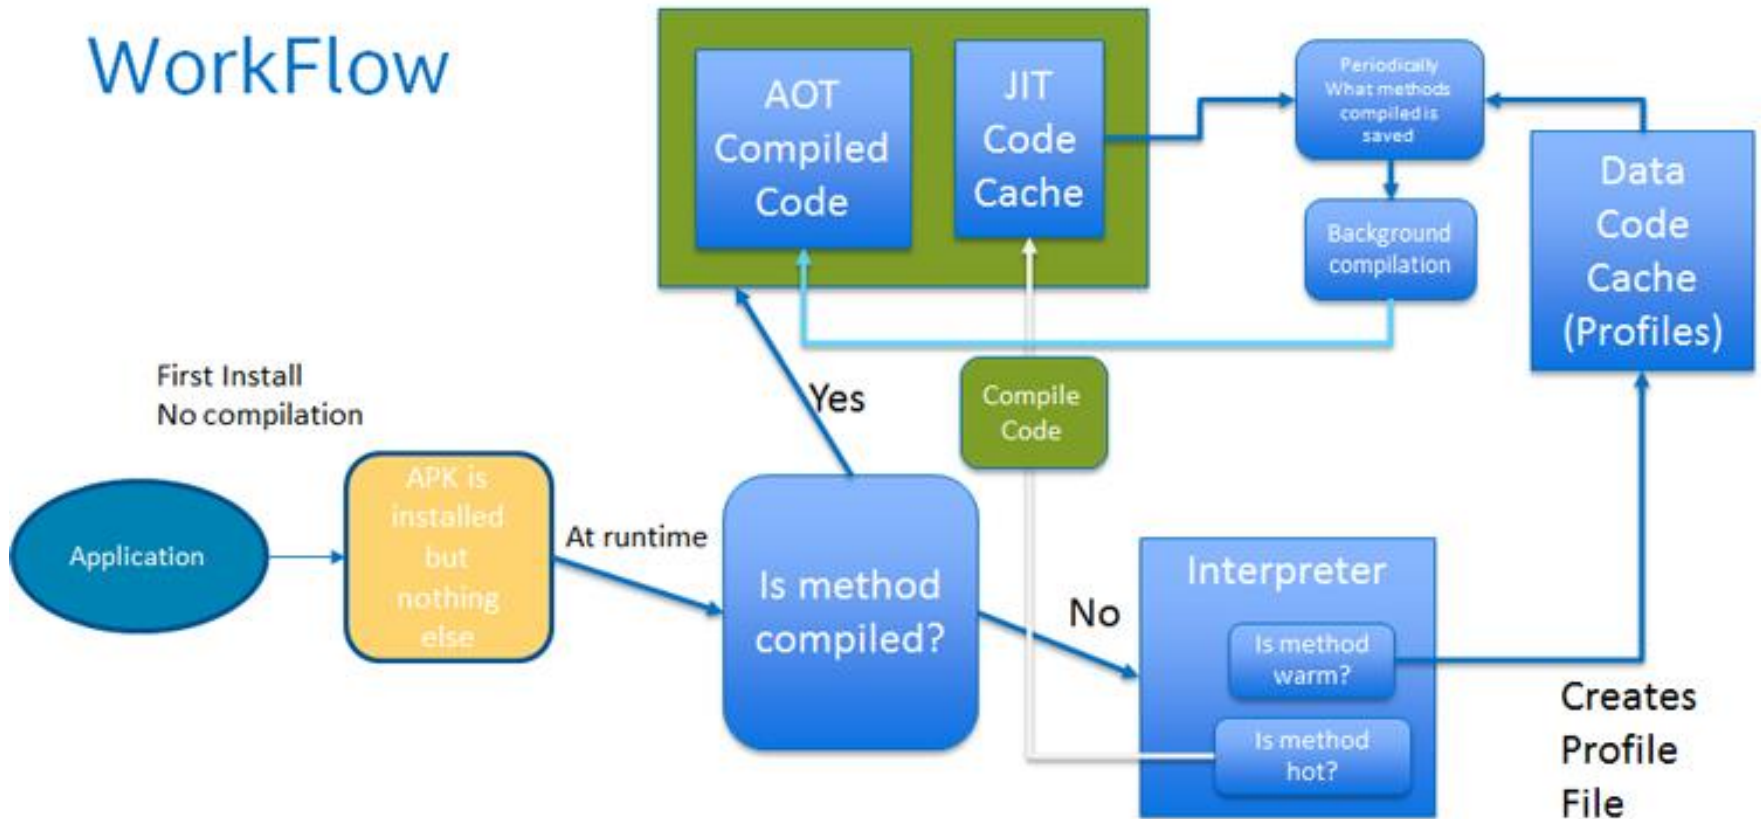 WorkFlow
AOT
Compiled
Code
JIT
Code
Cache
Periodically
What methods
compiled is
saved
Background
compilation
Data
Code
Cache
(Profiles)
First Install
No compilation
Yes
Compile
Code
Application
APK is
installed
but
nothing
else
At runtime
Is method
compiled?
No
Interpreter
Is method
warm?
Is method
hot?
Creates
Profile
File